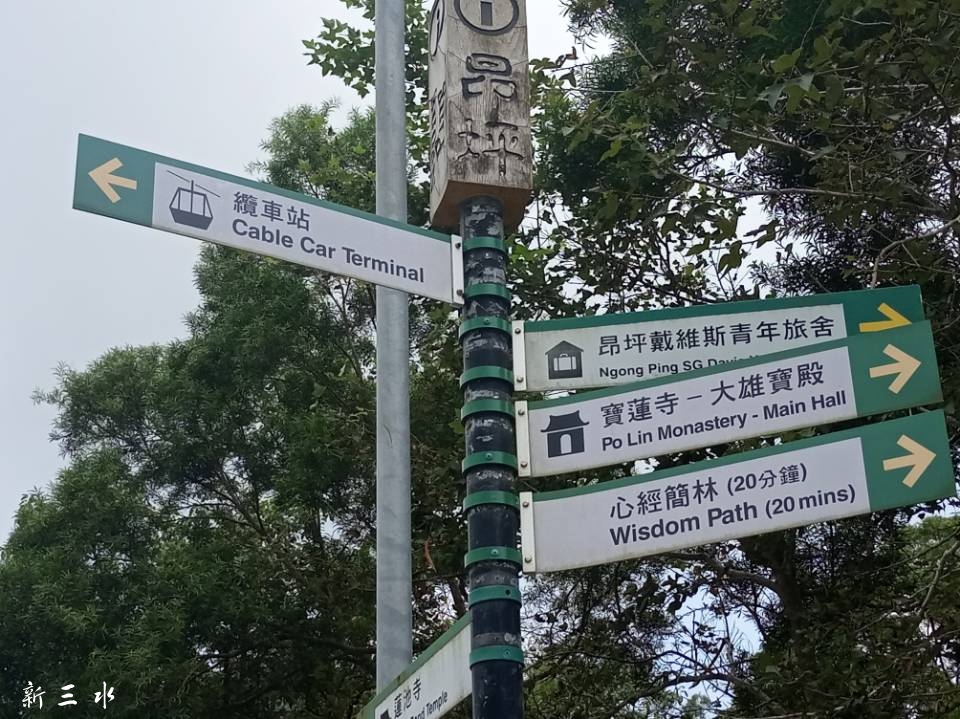 昂坪
纜車站
Cable Car Terminal
昂坪戴維斯青年旅舍
Ngong Ping SG Davis
寶蓮寺－大雄寶殿
Po Lin Monastery - Main Hall
心經簡林 (20分鐘)
Wisdom Path (20 mins)
蓮池寺
Temple
新三水